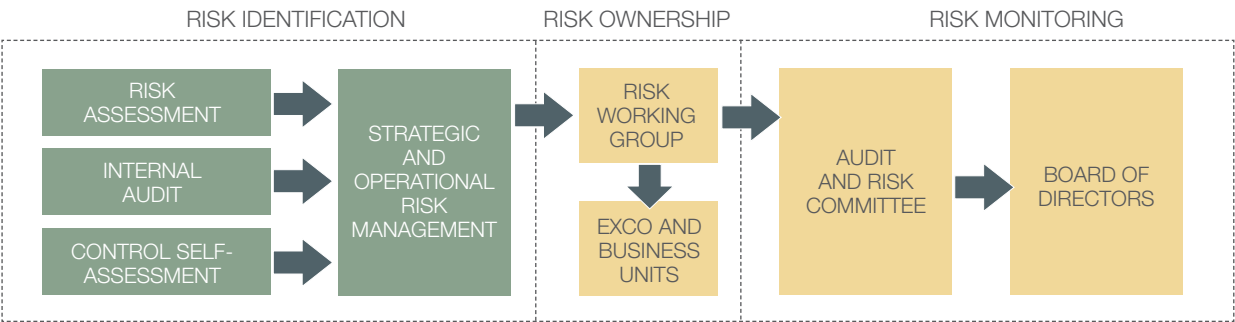 RISK IDENTIFICATION
RISK OWNERSHIP
RISK MONITORING
RISK
ASSESSMENT
INTERNAL
AUDIT
CONTROL SELF-
ASSESSMENT
STRATEGIC
AND
OPERATIONAL
RISK
MANAGEMENT
RISK
WORKING
GROUP
EXCO AND
BUSINESS
UNITS
AUDIT
AND RISK
COMMITTEE
BOARD OF
DIRECTORS